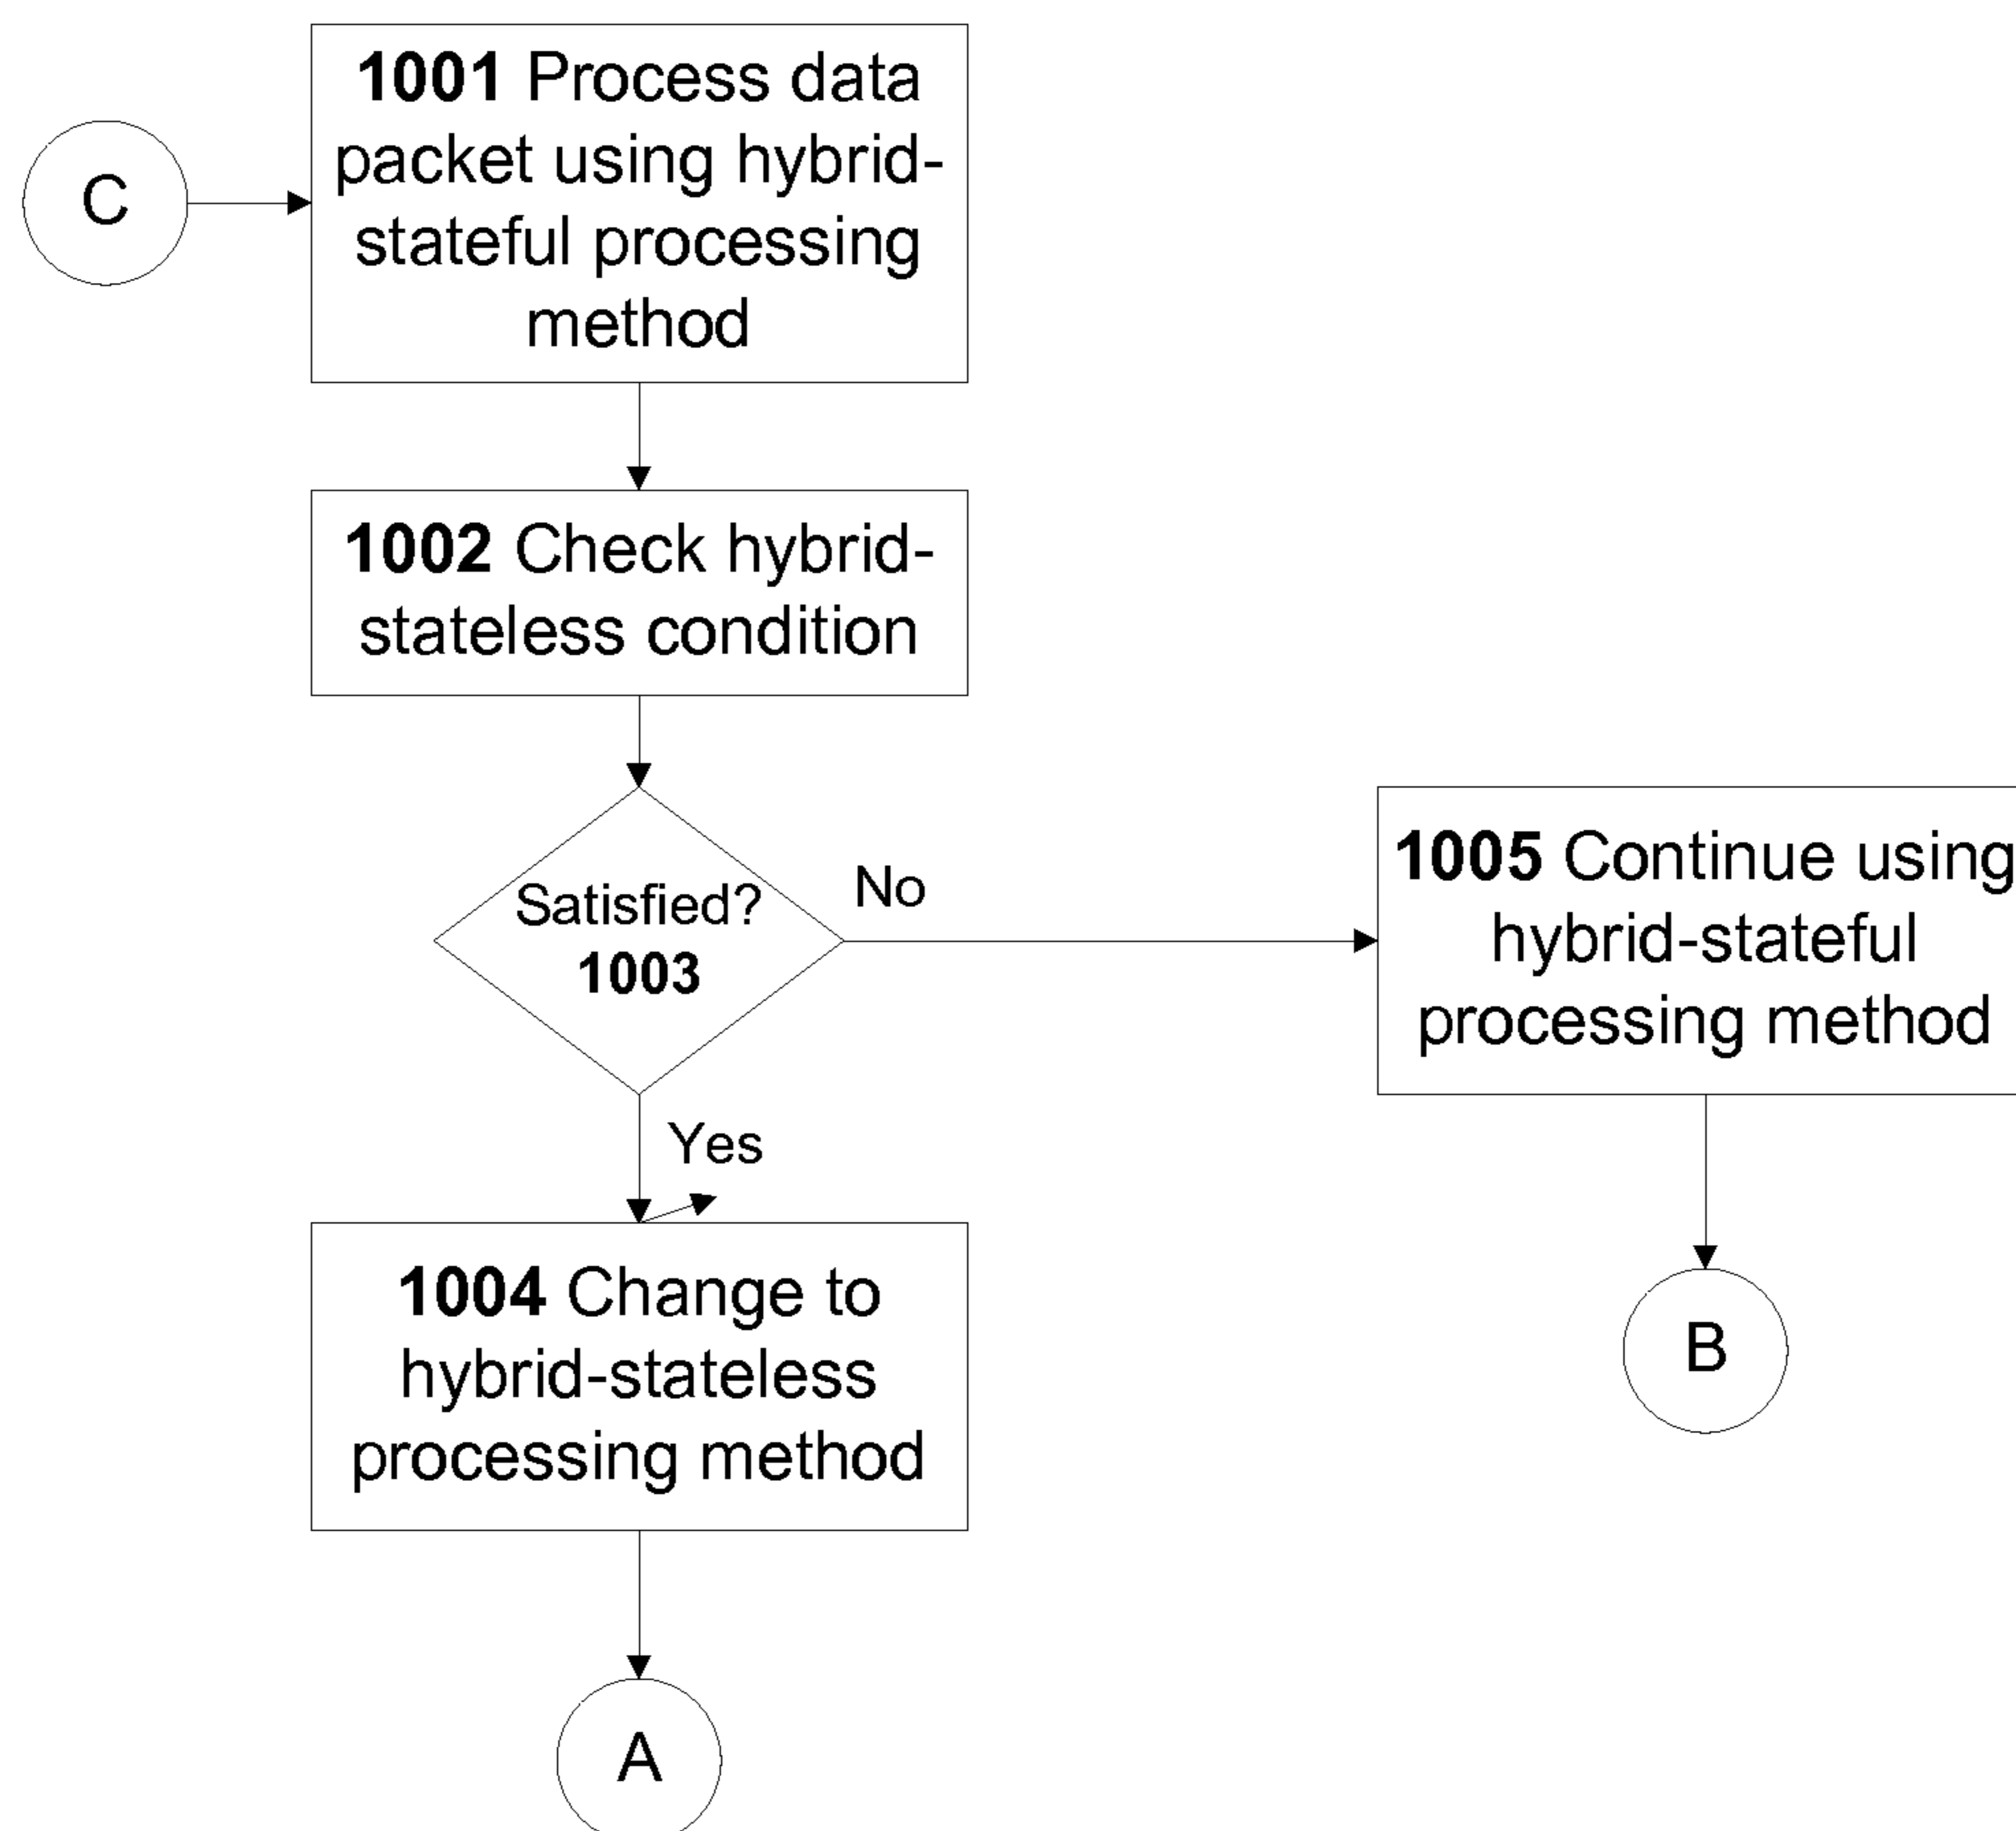 C
1001 Process data
packet using hybrid-
stateful processing
method
1002 Check hybrid-
stateless condition
Satisfied?
1003
No
Yes
1005 Continue using
hybrid-stateful
processing method
B
1004 Change to
hybrid-stateless
processing method
A